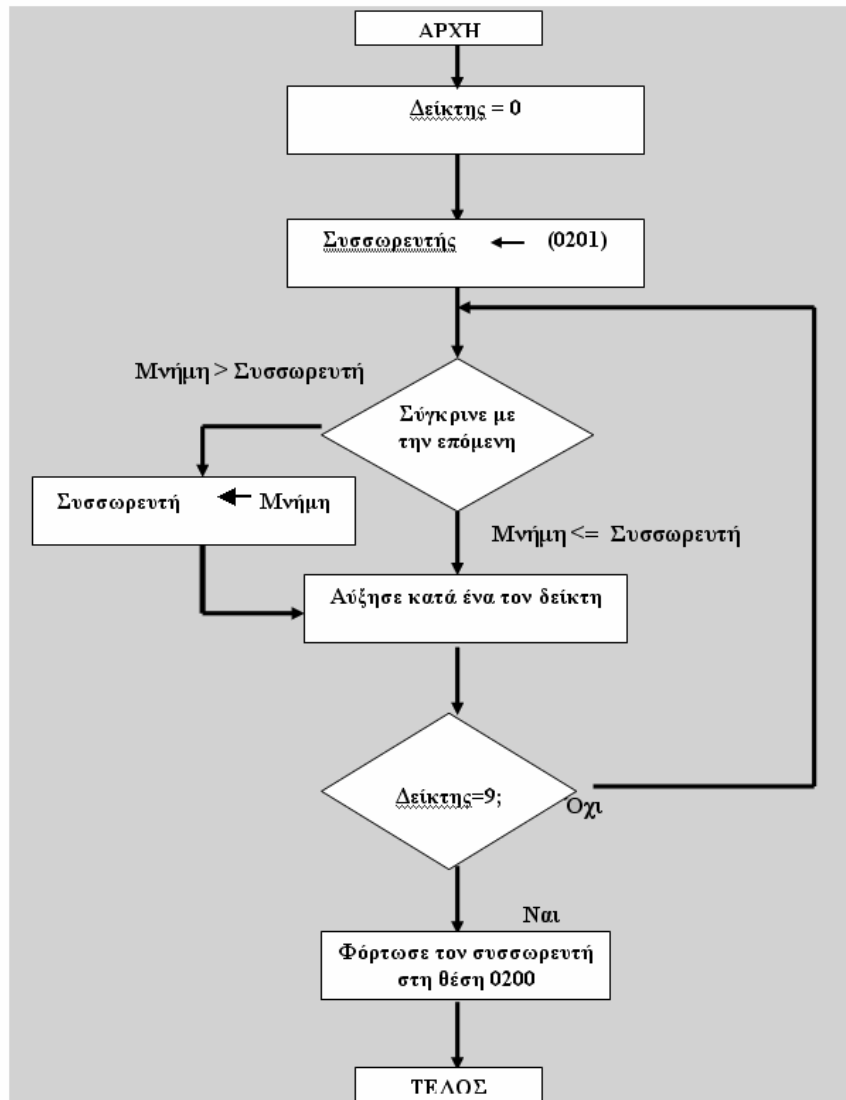 ΑΡΧΗ
Δείκτης = 0
Συσσωρευτής ← (0201)
Μνήμη > Συσσωρευτή
Σύγκρινε με
την επόμενη
Συσσωρευτή ← Μνήμη
Μνήμη <= Συσσωρευτή
Αύξησε κατά ένα τον δείκτη
Δείκτης=9;
Οχι
Ναι
Φόρτωσε τον συσσωρευτή
στη θέση 0200
ΤΕΛΟΣ